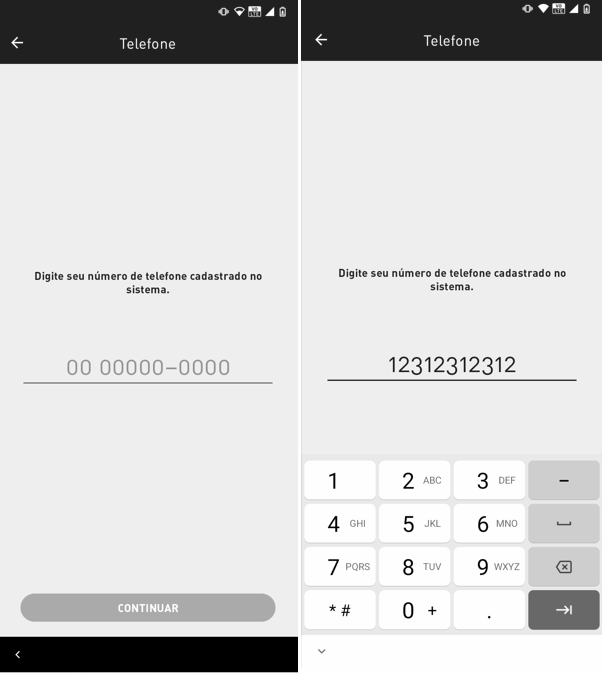 Telefone
Digite seu número de telefone cadastrado no
sistema.
00 00000-0000
CONTINUAR
Telefone
Digite seu número de telefone cadastrado no
sistema.
12312312312
1 2 ABC 3 DEF -
4 GHI 5 JKL 6 MNO
7 PQRS 8 TUV 9 WXYZ
* # 0 + .